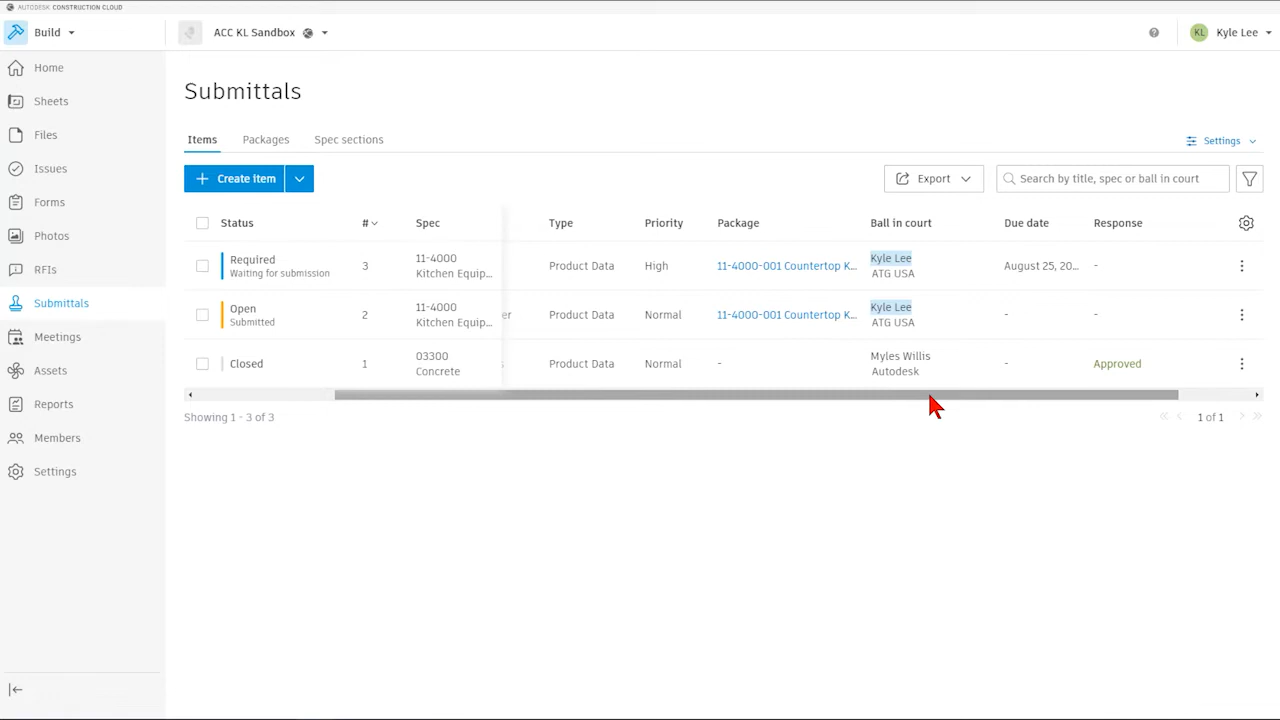 AUTODESK CONSTRUCTION CLOUD
Build
ACC KL Sandbox
KL Kyle Lee
Home
Sheets
Files
Issues
Forms
Photos
RFIs
Submittals
Meetings
Assets
Reports
Members
Settings
Submittals
Items Packages Spec sections
Settings
Create item
Export
Search by title, spec or ball in court
Status # Spec Type Priority Package Ball in court Due date Response
Required
Waiting for submission
3
11-4000
Kitchen Equip...
Product Data
High
11-4000-001 Countertop K...
Kyle Lee
ATG USA
August 25, 20...
-
Open
Submitted
2
11-4000
Kitchen Equip...
er
Product Data
Normal
11-4000-001 Countertop K...
Kyle Lee
ATG USA
-
-
Closed
1
03300
Concrete
s
Product Data
Normal
-
Myles Willis
Autodesk
-
Approved
Showing 1 - 3 of 3
1 of 1